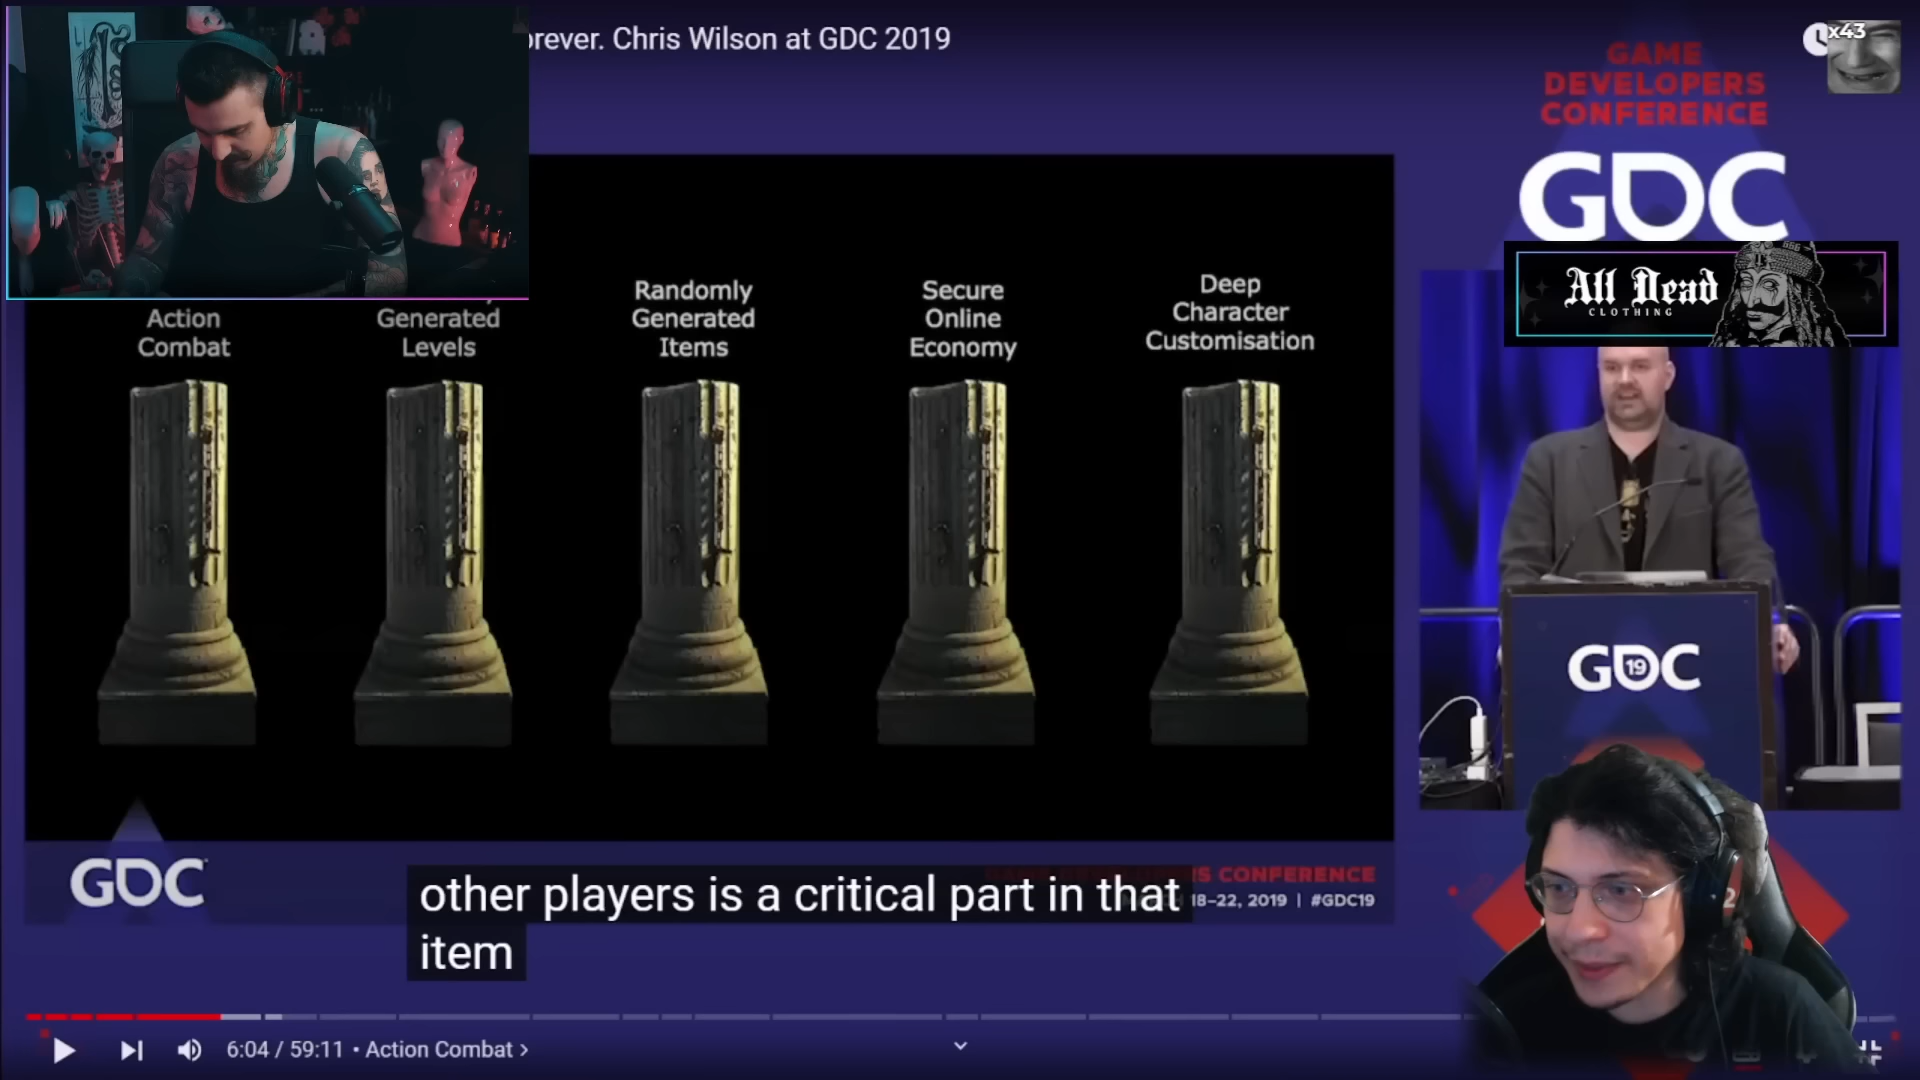 orever. Chris Wilson at GDC 2019
x43
GAME
DEVELOPERS
CONFERENCE
GDC
All Dead
CLOTHING
Action
Combat
Generated
Levels
Randomly
Generated
Items
Secure
Online
Economy
Deep
Character
Customisation
GDC
19
GDC
S CONFERENCE
18–22, 2019 | #GDC19
other players is a critical part in that
item
6:04 / 59:11 • Action Combat ›